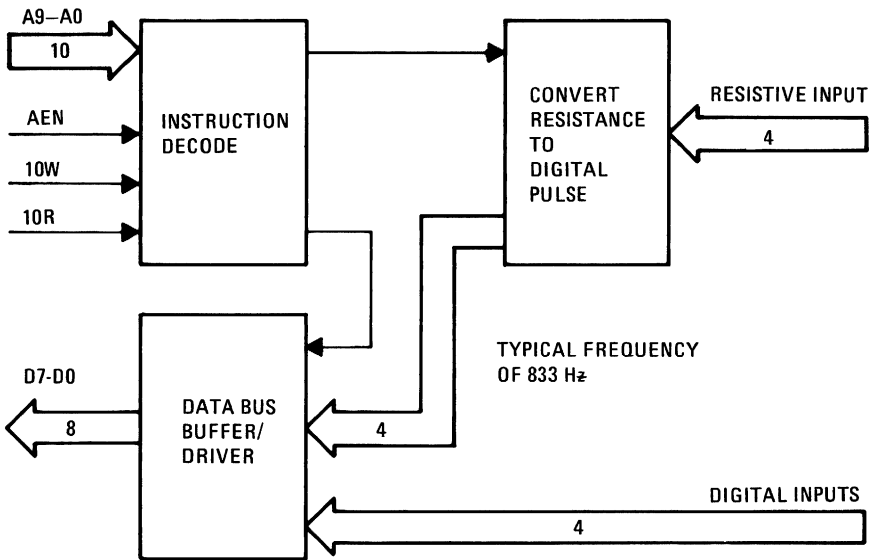 A9–A0
10
AEN
10W
10R
INSTRUCTION
DECODE
CONVERT
RESISTANCE
TO
DIGITAL
PULSE
RESISTIVE INPUT
4
TYPICAL FREQUENCY
OF 833 Hz
D7-D0
8
DATA BUS
BUFFER/
DRIVER
4
DIGITAL INPUTS
4